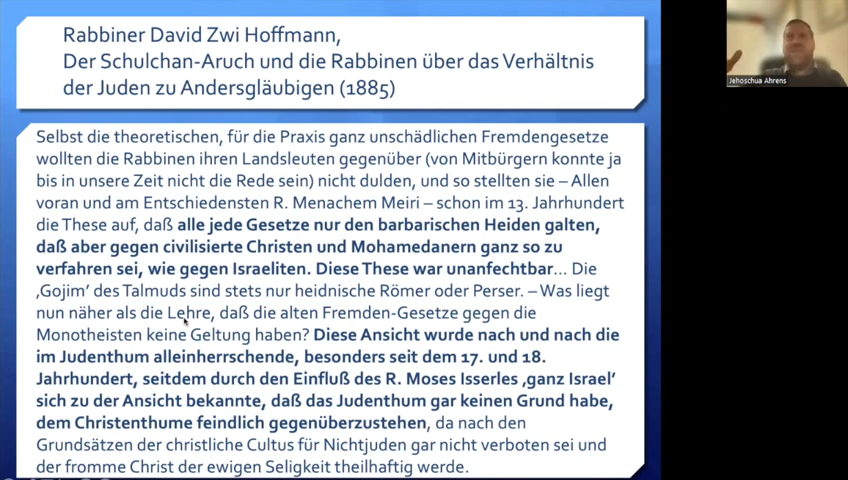 Rabbiner David Zwi Hoffmann,
Der Schulchan-Aruch und die Rabbinen über das Verhältnis
der Juden zu Andersgläubigen (1885)
Selbst die theoretischen, für die Praxis ganz unschädlichen Fremdengesetze
wollten die Rabbinen ihren Landsleuten gegenüber (von Mitbürgern konnte ja
bis in unsere Zeit nicht die Rede sein) nicht dulden, und so stellten sie – Allen
voran und am Entschiedensten R. Menachem Meiri – schon im 13. Jahrhundert
die These auf, daß alle jede Gesetze nur den barbarischen Heiden galten,
daß aber gegen civilisierte Christen und Mohamedanern ganz so zu
verfahren sei, wie gegen Israeliten. Diese These war unanfechtbar... Die
‚Gojim' des Talmuds sind stets nur heidnische Römer oder Perser. – Was liegt
nun näher als die Lehre, daß die alten Fremden-Gesetze gegen die
Monotheisten keine Geltung haben? Diese Ansicht wurde nach und nach die
im Judenthum alleinherrschende, besonders seit dem 17. und 18.
Jahrhundert, seitdem durch den Einfluß des R. Moses Isserles ‚ganz Israel'
sich zu der Ansicht bekannte, daß das Judenthum gar keinen Grund habe,
dem Christenthume feindlich gegenüberzustehen, da nach den
Grundsätzen der christliche Cultus für Nichtjuden gar nicht verboten sei und
der fromme Christ der ewigen Seligkeit theilhaftig werde.
Jehoschua Ahrens